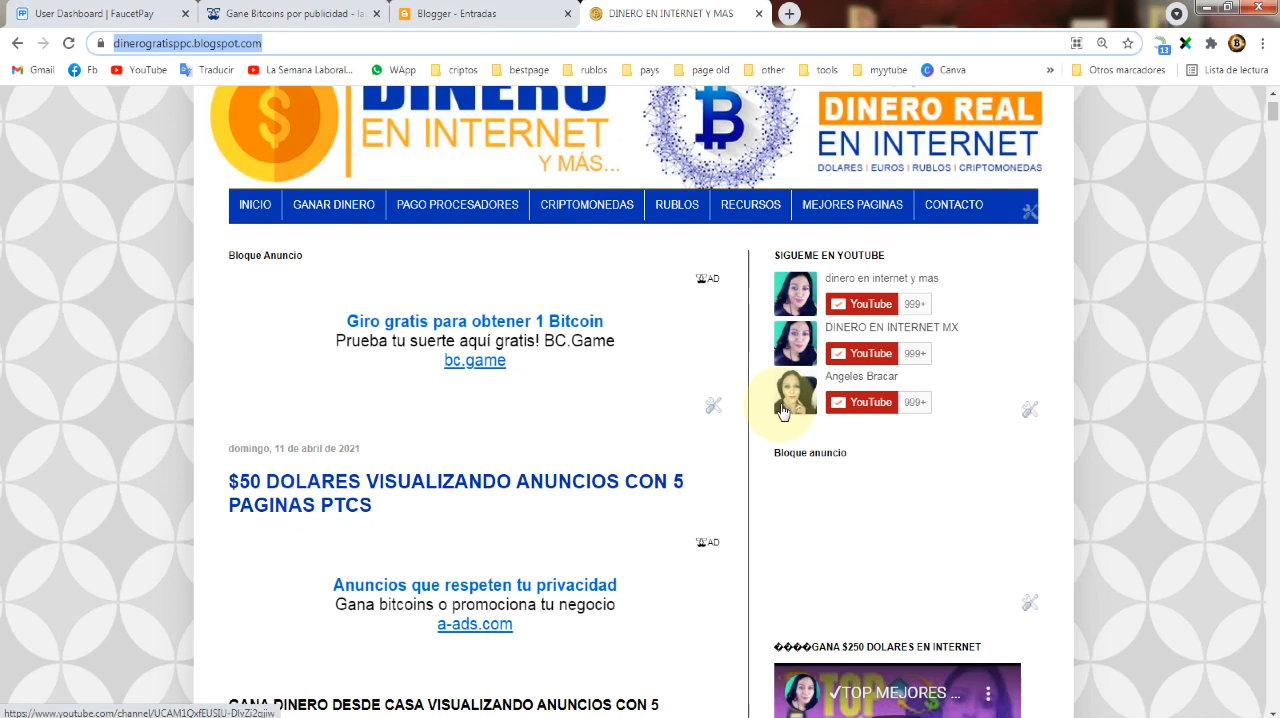 User Dashboard | FaucetPay
Gane Bitcoins por publicidad - la
Blogger - Entradas
DINERO EN INTERNET Y MAS
dinerogratisppc.blogspot.com
13
Gmail
Fb
YouTube
Traducir
La Semana Laboral...
WApp
criptos
bestpage
rublos
pays
page old
other
tools
myytube
Canva
»
Otros marcadores
Lista de lectura
DINERO
EN INTERNET
Y MÁS...
DINERO REAL
EN INTERNET
DOLARES | EUROS | RUBLOS | CRIPTOMONEDAS
INICIO
GANAR DINERO
PAGO PROCESADORES
CRIPTOMONEDAS
RUBLOS
RECURSOS
MEJORES PAGINAS
CONTACTO
Bloque Anuncio
AD
Giro gratis para obtener 1 Bitcoin
Prueba tu suerte aquí gratis! BC.Game
bc.game
domingo, 11 de abril de 2021
$50 DOLARES VISUALIZANDO ANUNCIOS CON 5
PAGINAS PTCS
AD
Anuncios que respeten tu privacidad
Gana bitcoins o promociona tu negocio
a-ads.com
GANA DINERO DESDE CASA VISUALIZANDO ANUNCIOS CON 5
SIGUEME EN YOUTUBE
dinero en internet y mas
YouTube 999+
DINERO EN INTERNET MX
YouTube 999+
Angeles Bracar
YouTube 999+
Bloque anuncio
����GANA $250 DOLARES EN INTERNET
✓TOP MEJORES ...
TOP